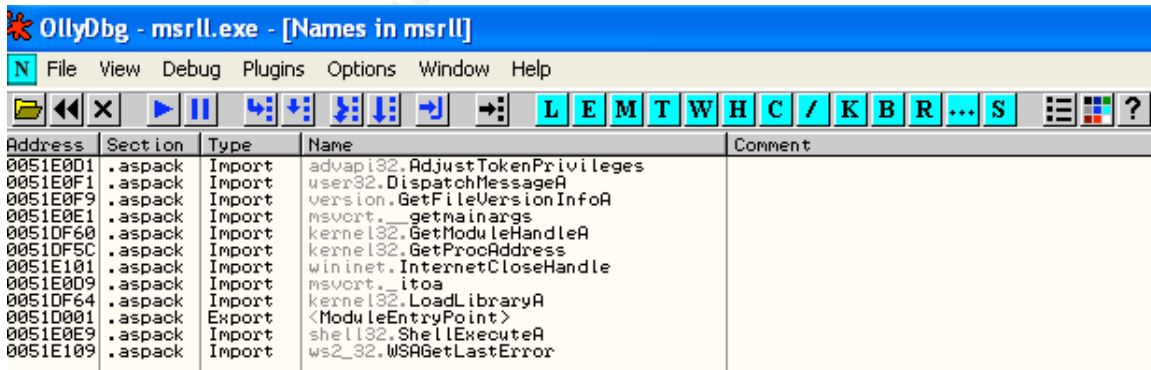 OllyDbg - msrll.exe - [Names in msrll]
N File View Debug Plugins Options Window Help
L E M T W H C / K B R ... S ?
Address Section Type Name Comment
0051E0D1 .aspack Import advapi32.AdjustTokenPrivileges
0051E0F1 .aspack Import user32.DispatchMessageA
0051E0F9 .aspack Import version.GetFileVersionInfoA
0051E0E1 .aspack Import msvcrt.__getmainargs
0051DF60 .aspack Import kernel32.GetModuleHandleA
0051DF5C .aspack Import kernel32.GetProcAddress
0051E101 .aspack Import wininet.InternetCloseHandle
0051E0D9 .aspack Import msvcrt._itoa
0051DF64 .aspack Import kernel32.LoadLibraryA
0051D001 .aspack Export <ModuleEntryPoint>
0051E0E9 .aspack Import shell32.ShellExecuteA
0051E109 .aspack Import ws2_32.WSAGetLastError